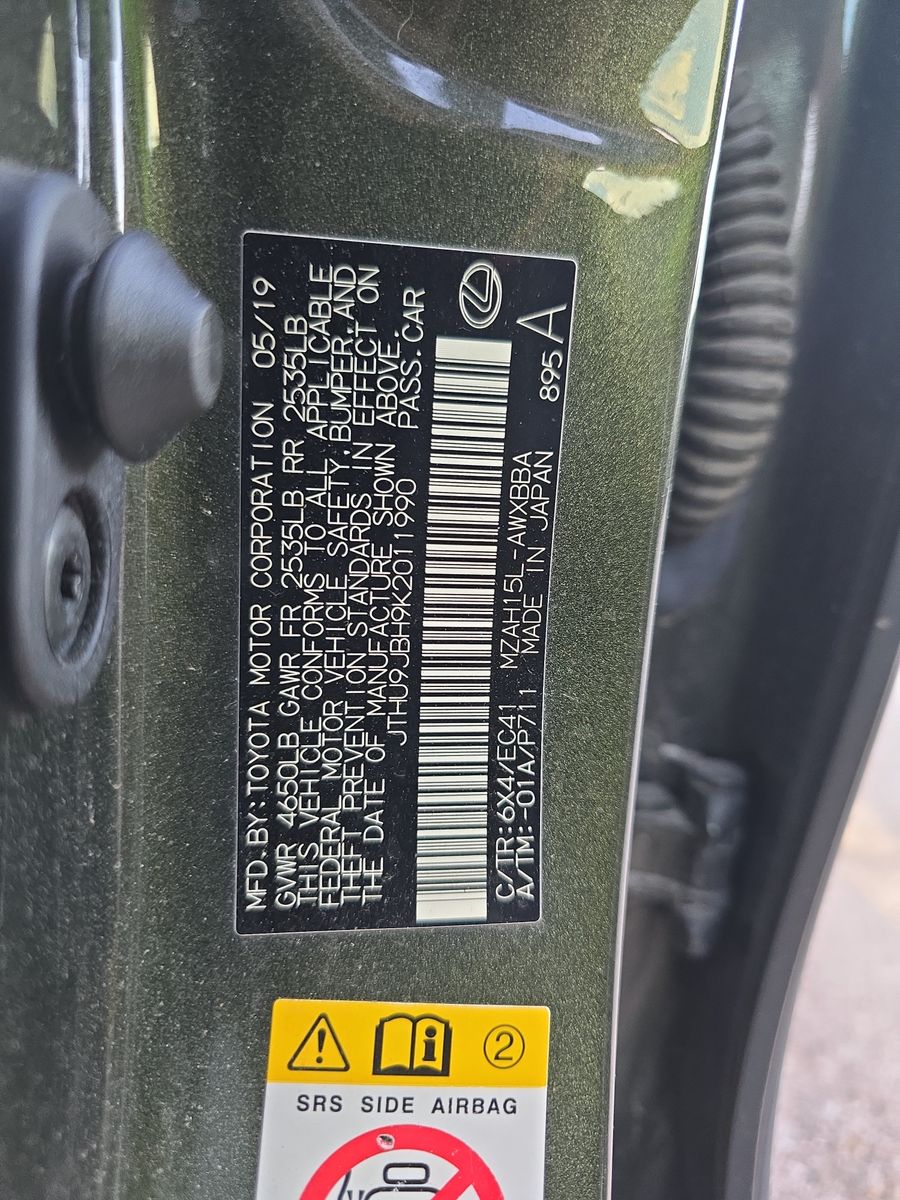 MFD.BY:TOYOTA MOTOR CORPORATION 05/19
GVWR 4650LB GAWR FR 2535LB RR 2535LB
THIS VEHICLE CONFORMS TO ALL APPLICABLE
FEDERAL MOTOR VEHICLE SAFETY,BUMPER,AND
THEFT PREVENTION STANDARDS IN EFFECT ON
THE DATE OF MANUFACTURE SHOWN ABOVE.
JTHU9JBH9K2011990 PASS.CAR
C/TR:6X4/EC41 MZAH15L-AWXBBA
A/TM:-01A/P711 MADE IN JAPAN 895 A
2
SRS SIDE AIRBAG